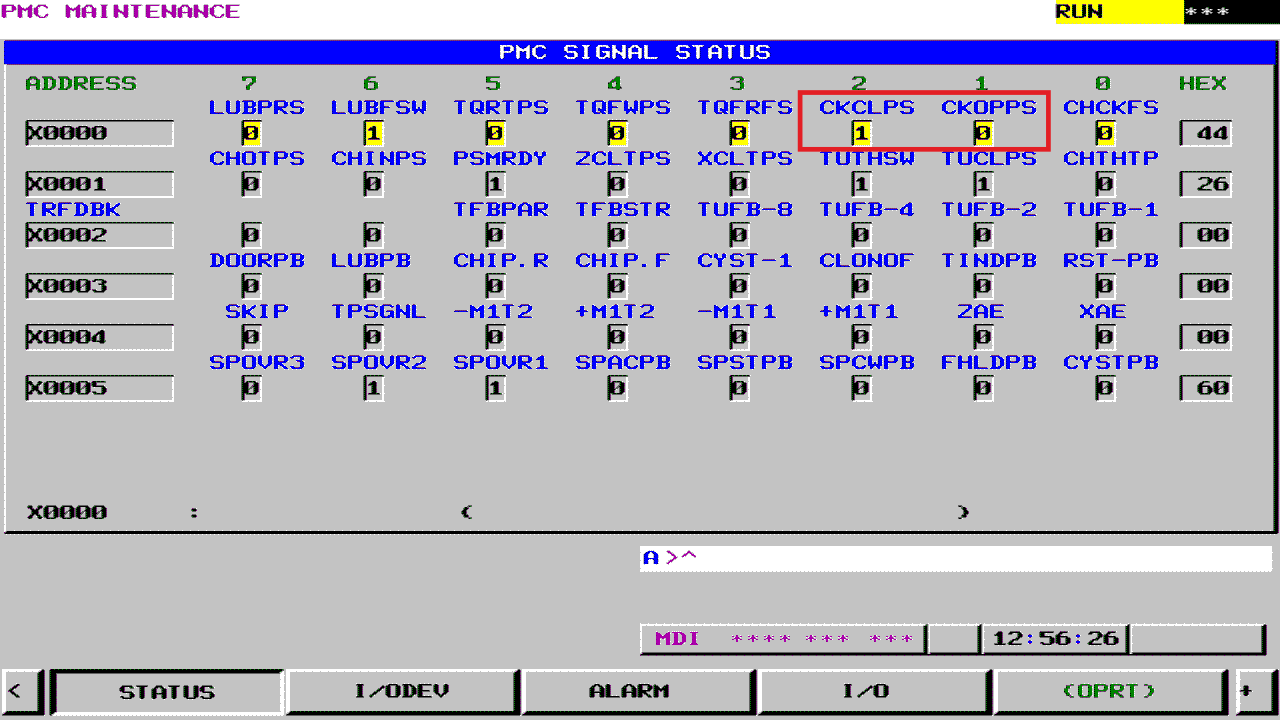 PMC MAINTENANCE RUN ***
PMC SIGNAL STATUS
ADDRESS 7 6 5 4 3 2 1 0 HEX
LUBPRS LUBFSW TQRTPS TQFWPS TQFRFS CKCLPS CKOPPS CHCKFS
X0000 0 1 0 0 0 1 0 0 44
CHOTPS CHINPS PSMRDY ZCLTPS XCLTPS TUTHSW TUCLPS CHTHTP
X0001 0 0 1 0 0 1 1 0 26
TRFDBK TFBPAR TFBSTR TUFB-8 TUFB-4 TUFB-2 TUFB-1
X0002 0 0 0 0 0 0 0 0 00
DOORPB LUBPB CHIP.R CHIP.F CYST-1 CLONOF TINDPB RST-PB
X0003 0 0 0 0 0 0 0 0 00
SKIP TPSGNL -M1T2 +M1T2 -M1T1 +M1T1 ZAE XAE
X0004 0 0 0 0 0 0 0 0 00
SPOVR3 SPOVR2 SPOVR1 SPACPB SPSTPB SPCWPB FHLDPB CYSTPB
X0005 0 1 1 0 0 0 0 0 60
X0000 : ( )
A >^
MDI **** *** *** 12:56:26
< STATUS I/ODEV ALARM I/O (OPRT) +